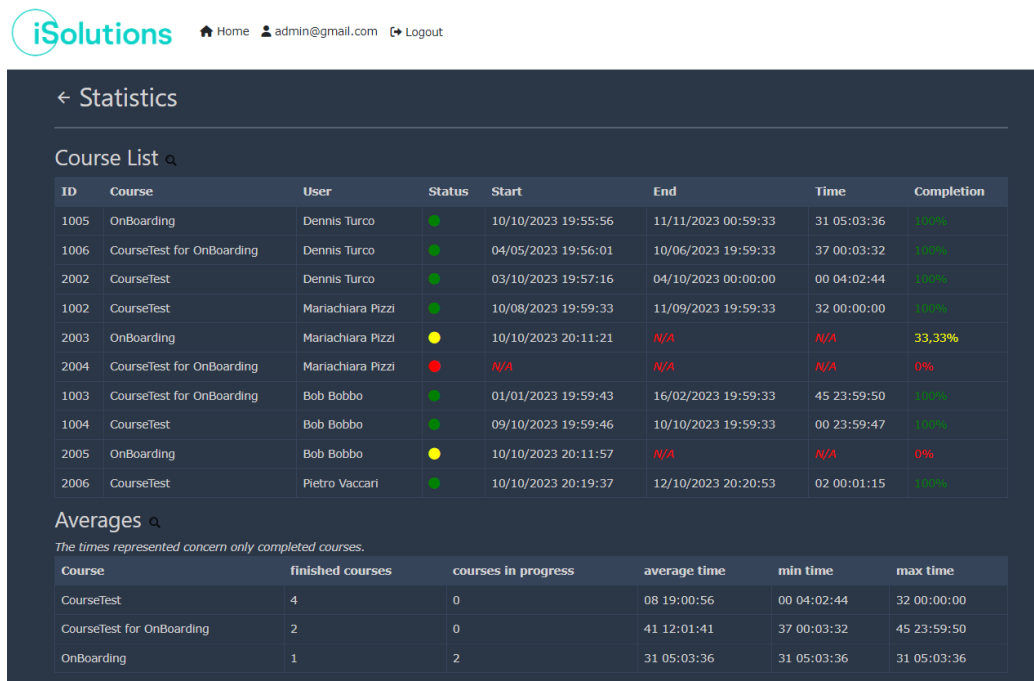 iSolutions Home admin@gmail.com Logout
← Statistics
Course List
ID Course User Status Start End Time Completion
1005 OnBoarding Dennis Turco 10/10/2023 19:55:56 11/11/2023 00:59:33 31 05:03:36 100%
1006 CourseTest for OnBoarding Dennis Turco 04/05/2023 19:56:01 10/06/2023 19:59:33 37 00:03:32 100%
2002 CourseTest Dennis Turco 03/10/2023 19:57:16 04/10/2023 00:00:00 00 04:02:44 100%
1002 CourseTest Mariachiara Pizzi 10/08/2023 19:59:33 11/09/2023 19:59:33 32 00:00:00 100%
2003 OnBoarding Mariachiara Pizzi 10/10/2023 20:11:21 N/A N/A 33,33%
2004 CourseTest for OnBoarding Mariachiara Pizzi N/A N/A N/A 0%
1003 CourseTest for OnBoarding Bob Bobbo 01/01/2023 19:59:43 16/02/2023 19:59:33 45 23:59:50 100%
1004 CourseTest Bob Bobbo 09/10/2023 19:59:46 10/10/2023 19:59:33 00 23:59:47 100%
2005 OnBoarding Bob Bobbo 10/10/2023 20:11:57 N/A N/A 0%
2006 CourseTest Pietro Vaccari 10/10/2023 20:19:37 12/10/2023 20:20:53 02 00:01:15 100%
Averages
The times represented concern only completed courses.
Course finished courses courses in progress average time min time max time
CourseTest 4 0 08 19:00:56 00 04:02:44 32 00:00:00
CourseTest for OnBoarding 2 0 41 12:01:41 37 00:03:32 45 23:59:50
OnBoarding 1 2 31 05:03:36 31 05:03:36 31 05:03:36